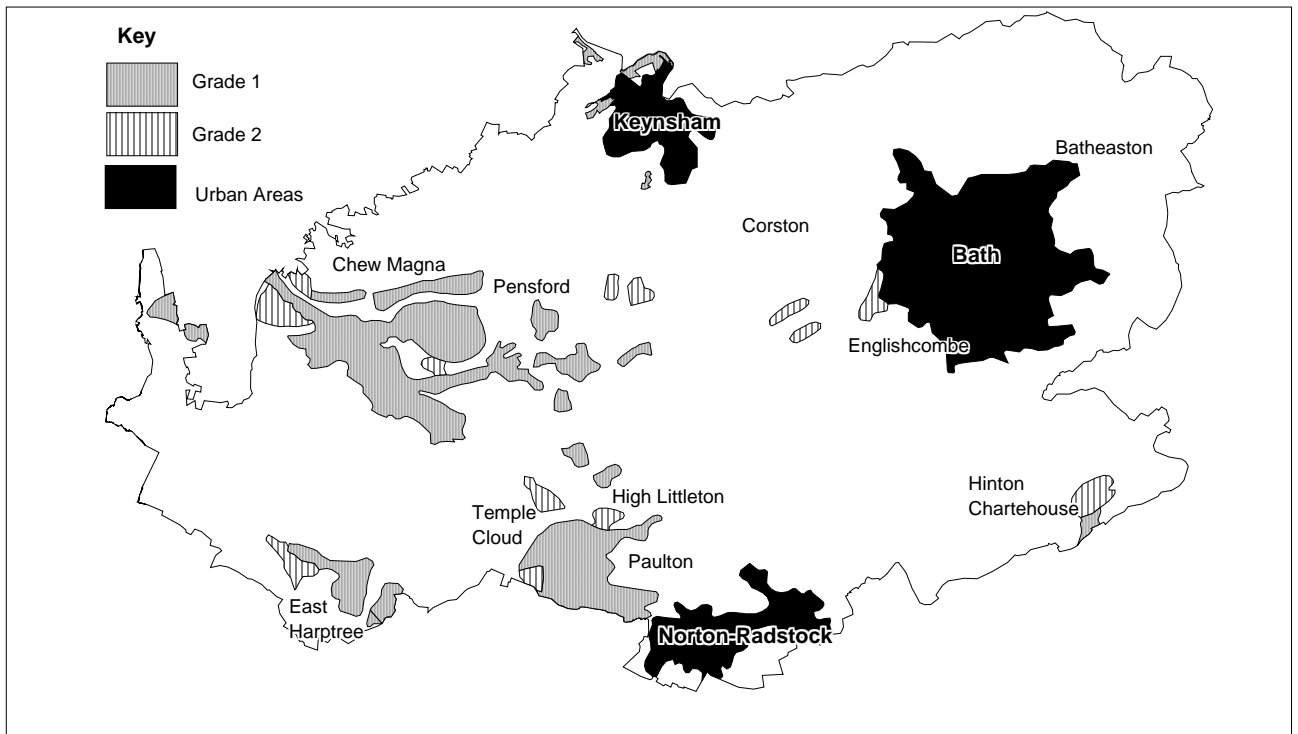 Key
Grade 1
Grade 2
Urban Areas
Keynsham
Batheaston
Corston
Bath
Chew Magna
Pensford
Englishcombe
Hinton
Chartehouse
High Littleton
Temple
Cloud
Paulton
East
Harptree
Norton-Radstock